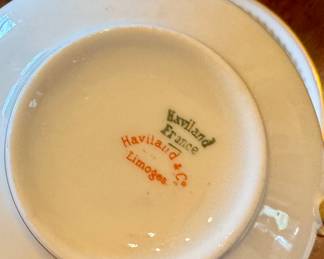 Haviland
France
Haviland & Co
Limoges